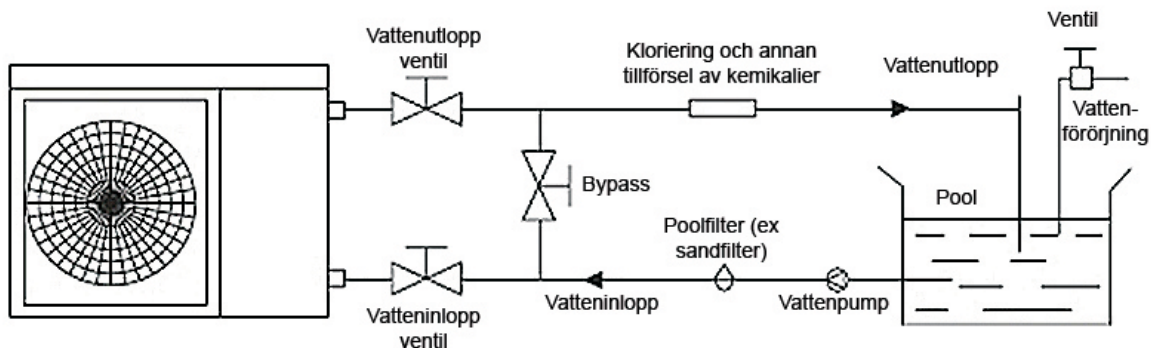 Vattenutlopp
ventil
Kloriering och annan
tillförsel av kemikalier
Vattenutlopp
Ventil
Vatten-
förörjning
Bypass
Pool
Poolfilter (ex
sandfilter)
Vatteninlopp
ventil
Vatteninlopp
Vattenpump